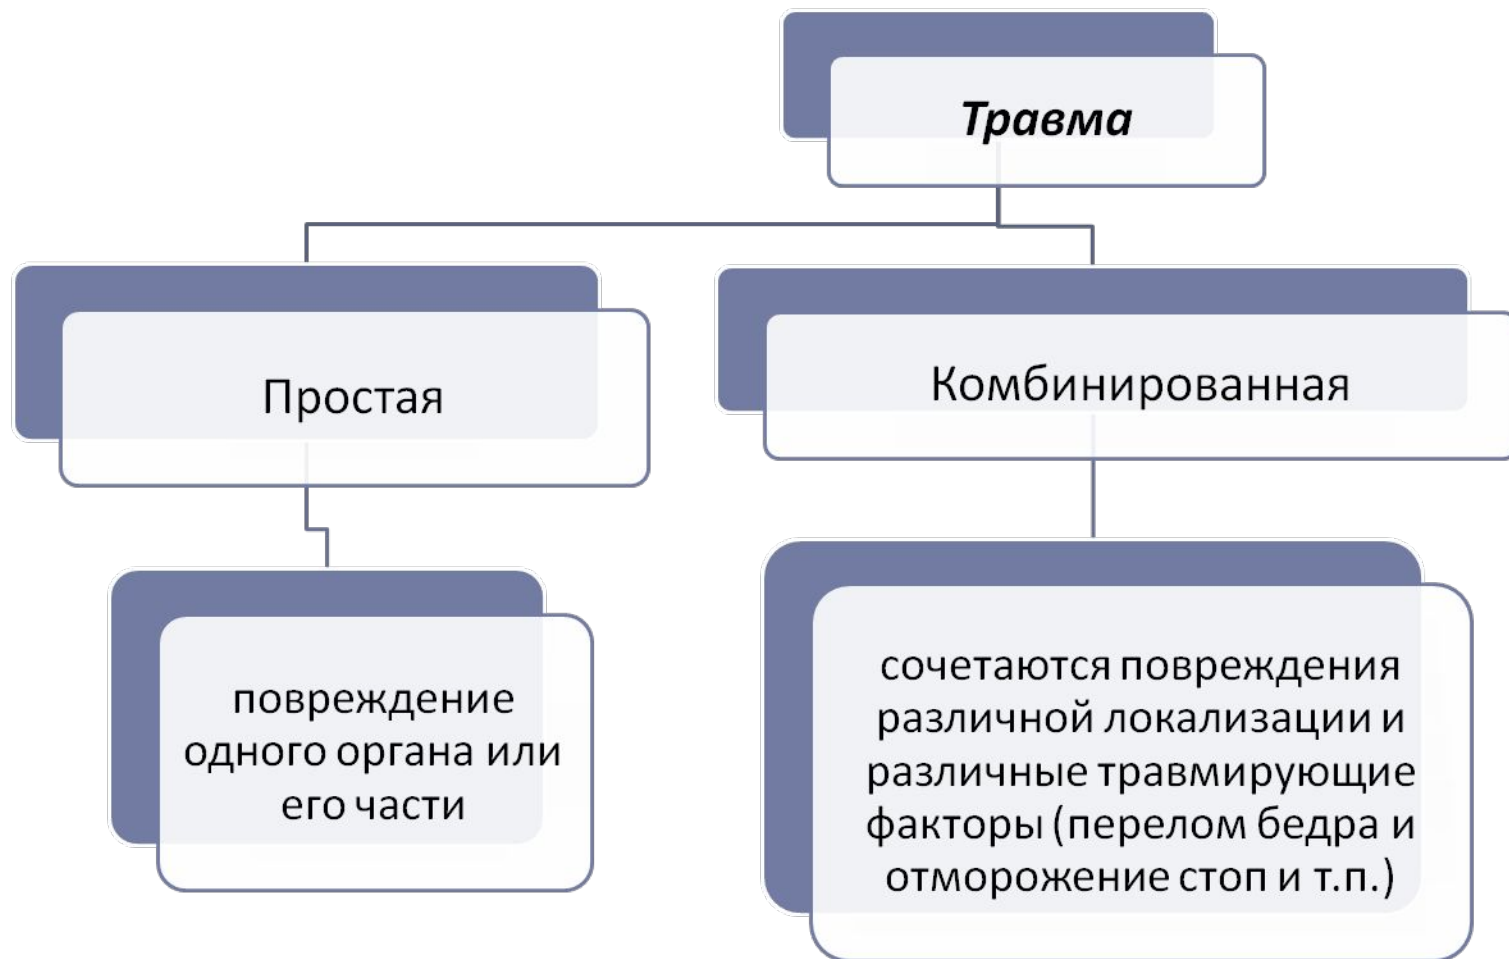 Травма
Простая
Комбинированная
повреждение
одного органа или
его части
сочетаются повреждения
различной локализации и
различные травмирующие
факторы (перелом бедра и
отморожение стоп и т.п.)